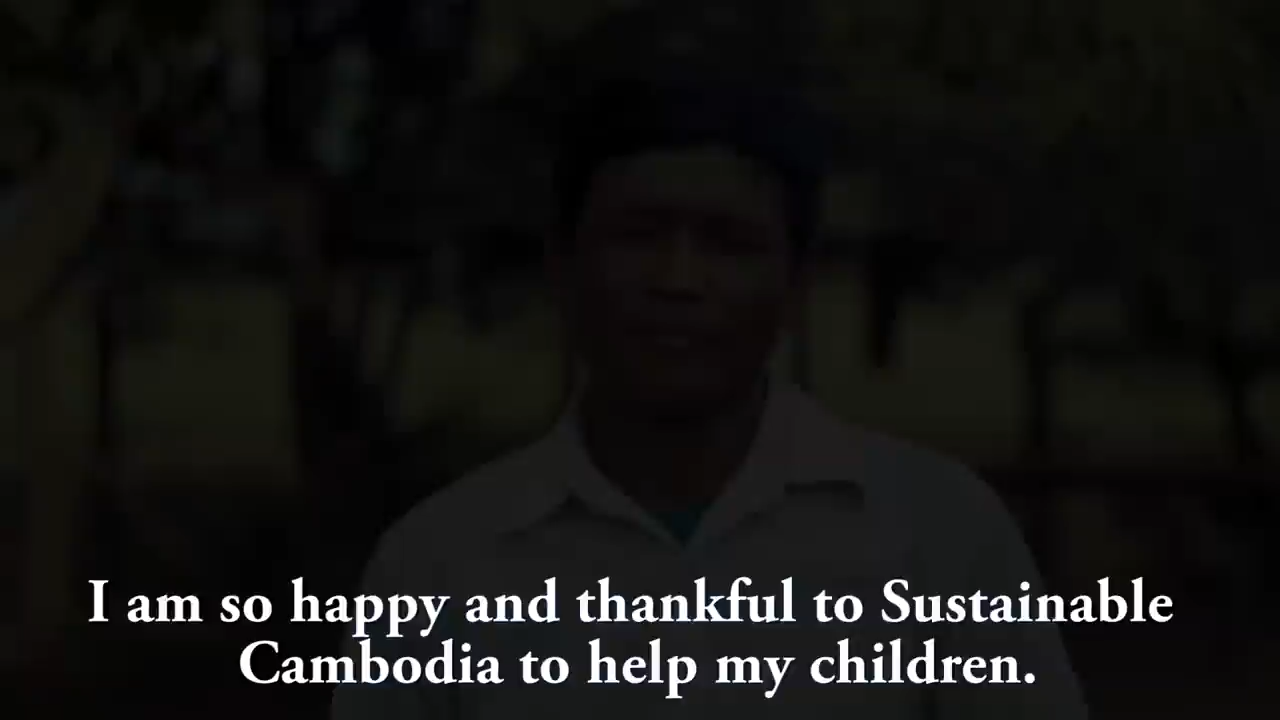 I am so happy and thankful to Sustainable
Cambodia to help my children.